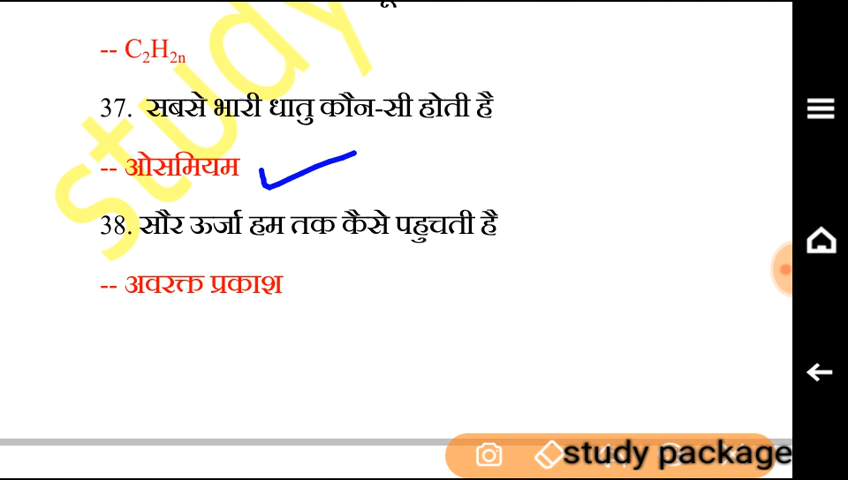 -- C₂H₂ₙ
37. सबसे भारी धातु कौन-सी होती है
-- ओसमियम
38. सौर ऊर्जा हम तक कैसे पहुचती है
-- अवरक्त प्रकाश
study
study package